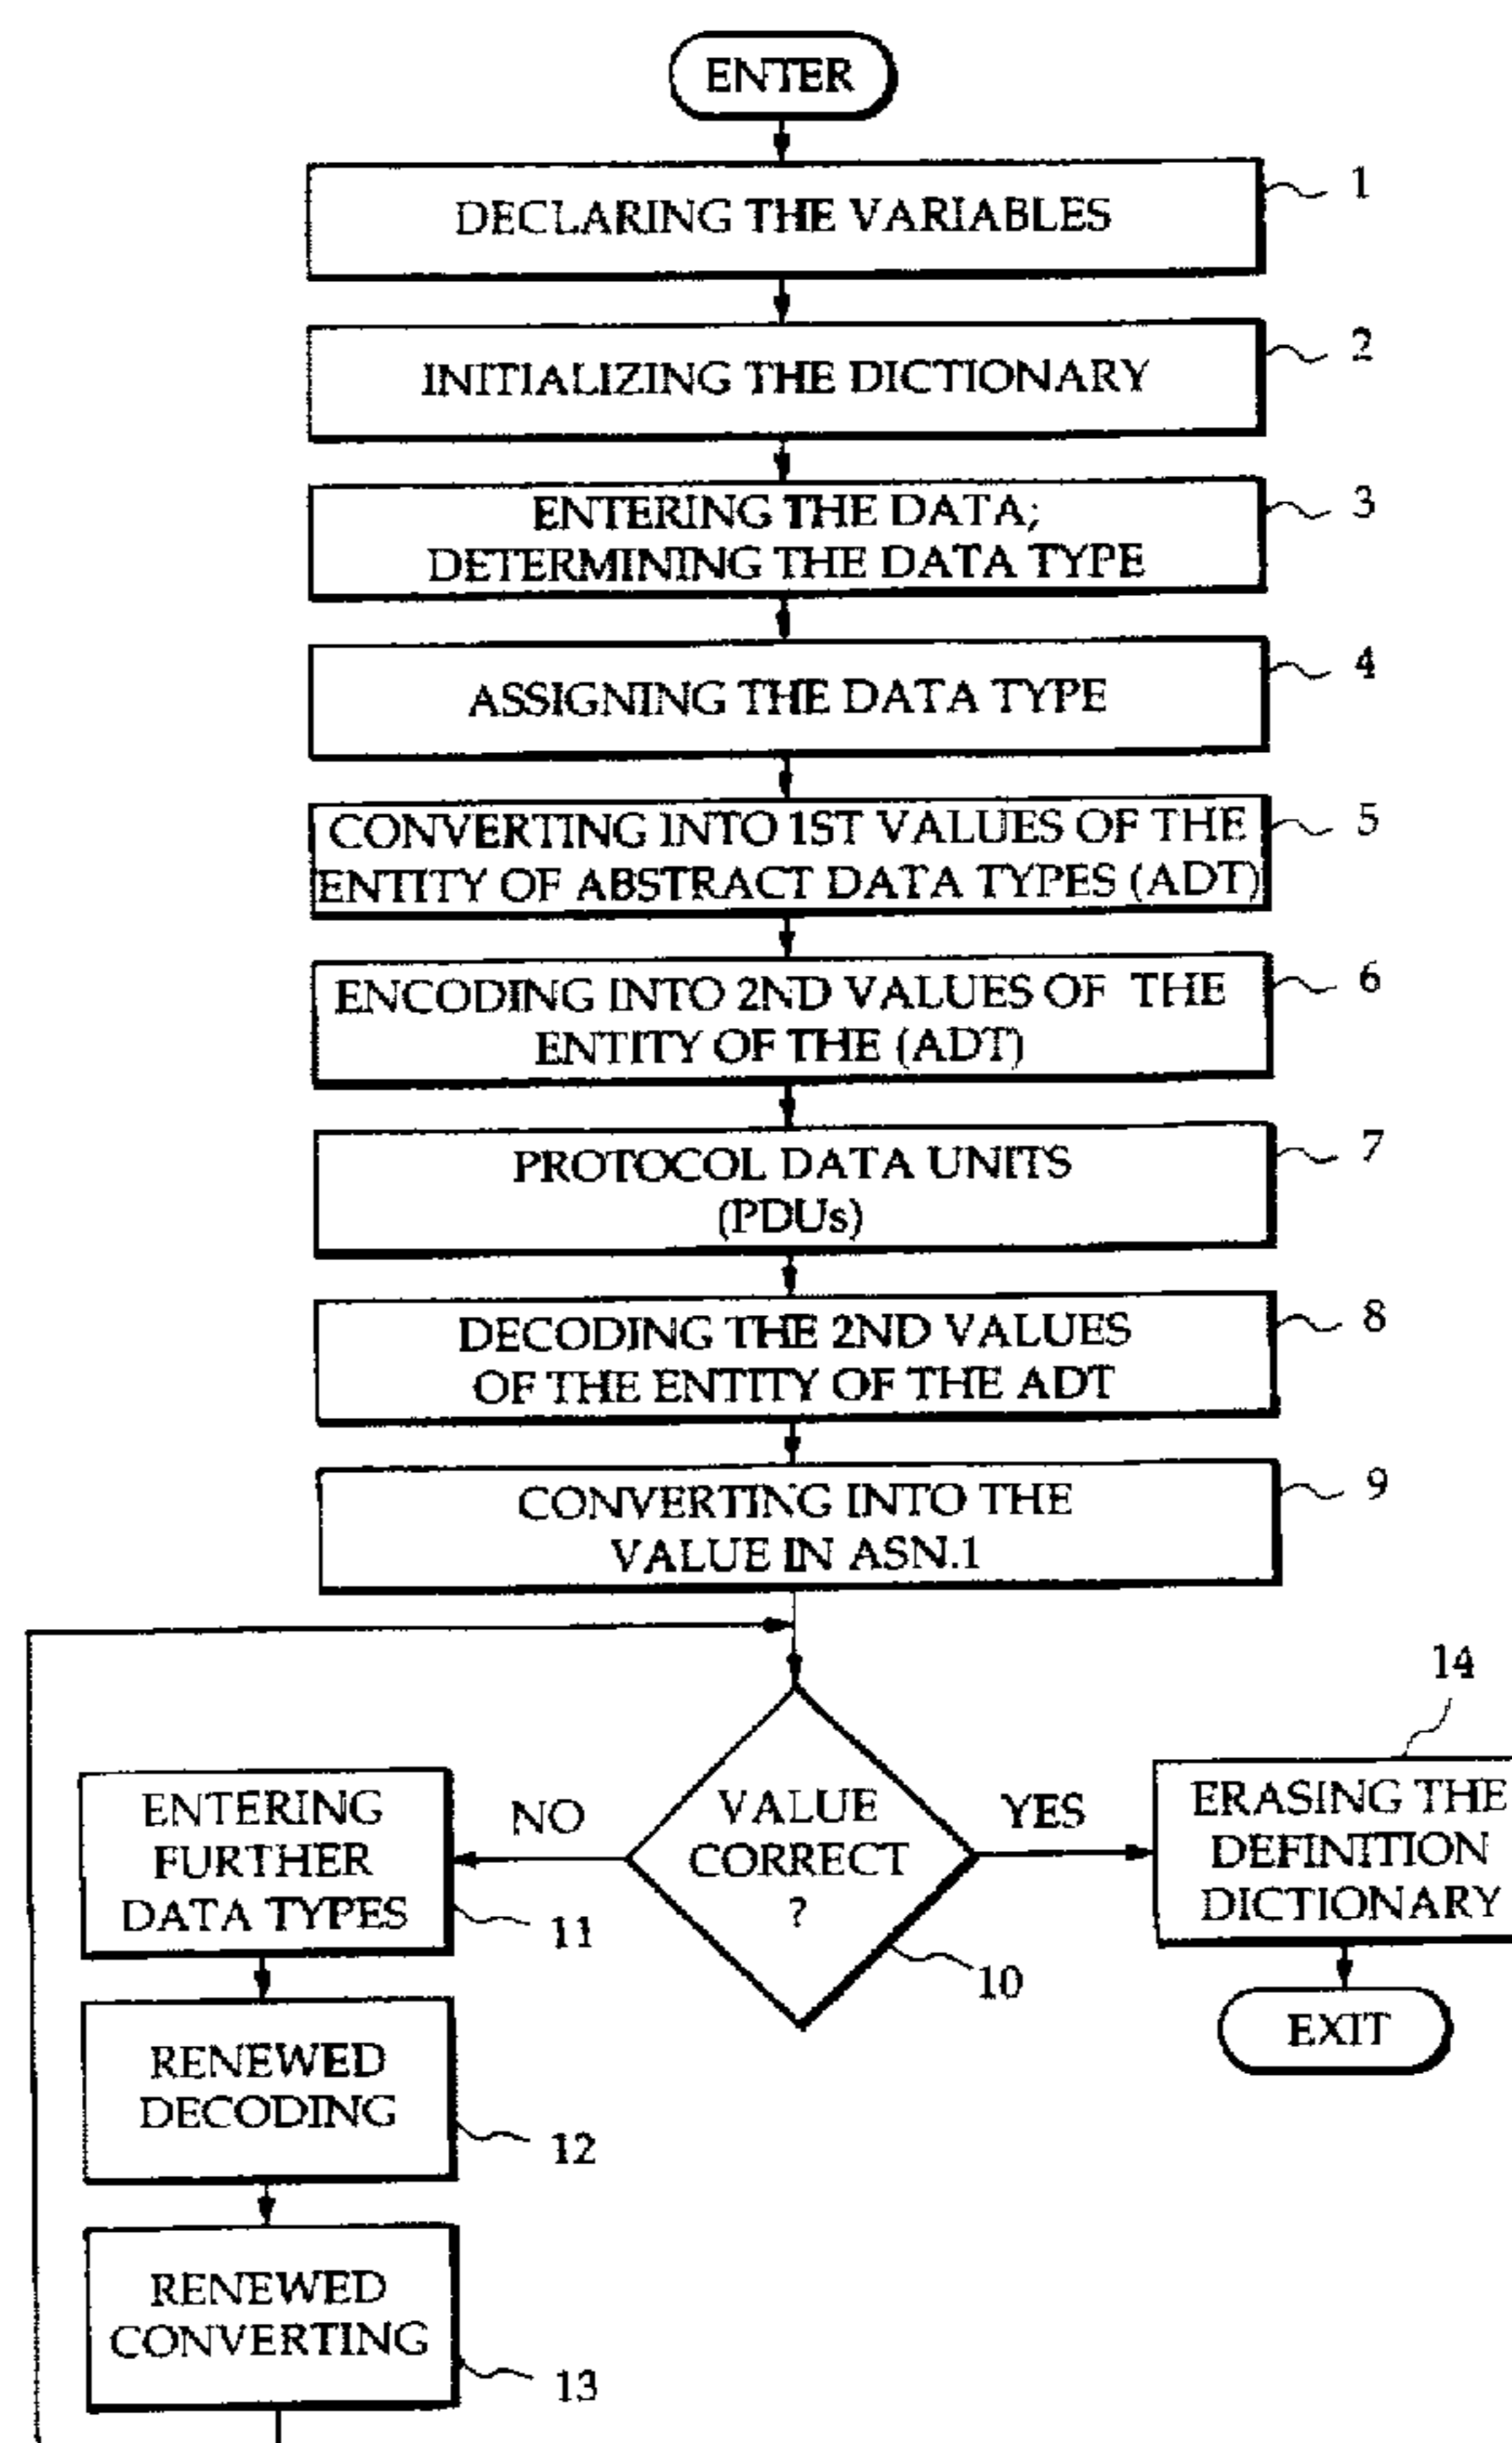 ENTER
DECLARING THE VARIABLES
1
INITIALIZING THE DICTIONARY
2
ENTERING THE DATA;
DETERMINING THE DATA TYPE
3
ASSIGNING THE DATA TYPE
4
CONVERTING INTO 1ST VALUES OF THE
ENTITY OF ABSTRACT DATA TYPES (ADT)
5
ENCODING INTO 2ND VALUES OF THE
ENTITY OF THE (ADT)
6
PROTOCOL DATA UNITS
(PDUs)
7
DECODING THE 2ND VALUES
OF THE ENTITY OF THE ADT
8
CONVERTING INTO THE
VALUE IN ASN.1
9
VALUE
CORRECT
?
10
NO
YES
ENTERING
FURTHER
DATA TYPES
11
RENEWED
DECODING
12
RENEWED
CONVERTING
13
14
ERASING THE
DEFINITION
DICTIONARY
EXIT